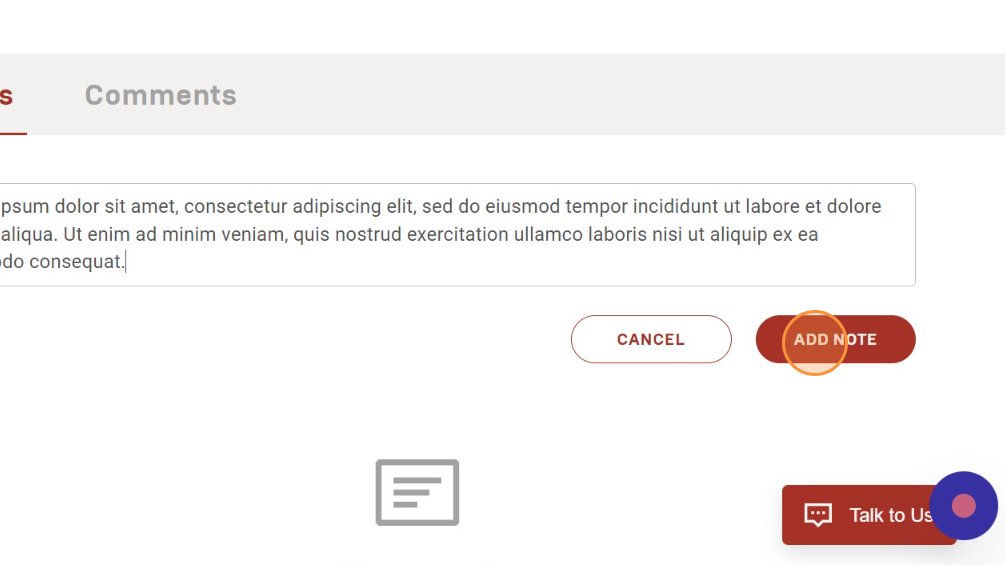 s Comments
psum dolor sit amet, consectetur adipiscing elit, sed do eiusmod tempor incididunt ut labore et dolore
aliqua. Ut enim ad minim veniam, quis nostrud exercitation ullamco laboris nisi ut aliquip ex ea
do consequat.
CANCEL ADD NOTE
Talk to Us